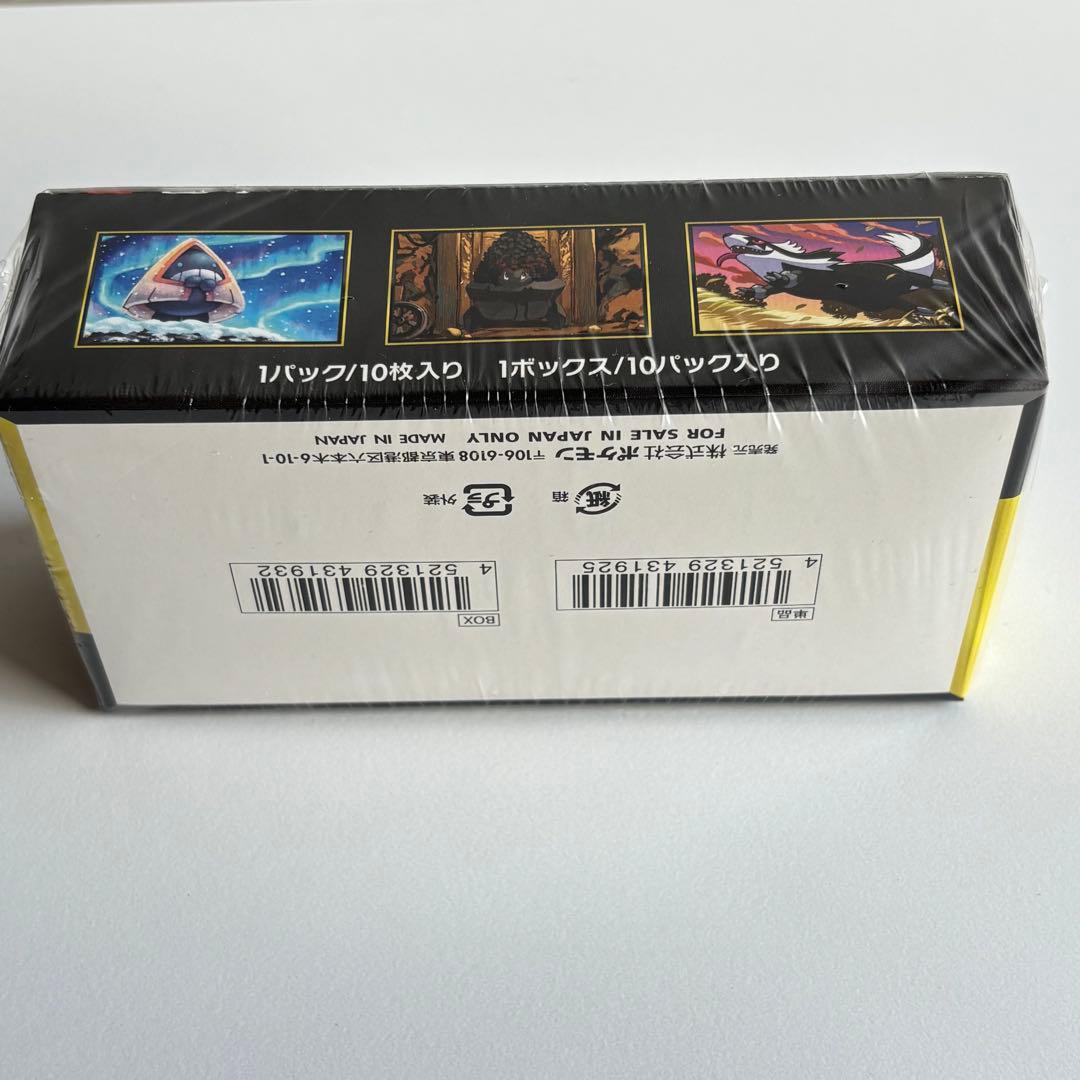 1パック/10枚入り 1ボックス/10パック入り
FOR SALE IN JAPAN ONLY MADE IN JAPAN
発売元 株式会社ポケモン 〒106-6108 東京都港区六本木6-10-1
紙 箱 プラ 外装
4 521329 431925
4 521329 431932
単品
BOX